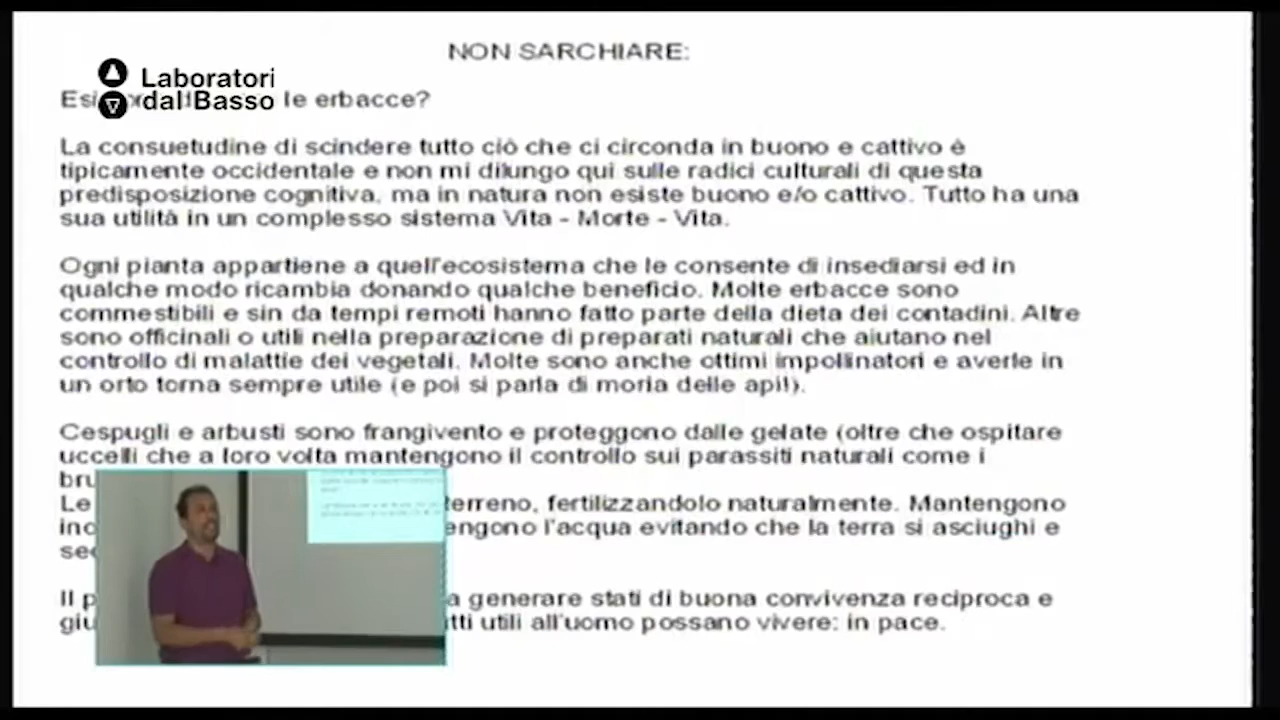 NON SARCHIARE:
Laboratori
dal Basso
le erbacce?
La consuetudine di scindere tutto ciò che ci circonda in buono e cattivo è
tipicamente occidentale e non mi dilungo qui sulle radici culturali di questa
predisposizione cognitiva, ma in natura non esiste buono e/o cattivo. Tutto ha una
sua utilità in un complesso sistema Vita - Morte - Vita.
Ogni pianta appartiene a quell'ecosistema che le consente di insediarsi ed in
qualche modo ricambia donando qualche beneficio. Molte erbacce sono
commestibili e sin da tempi remoti hanno fatto parte della dieta dei contadini. Altre
sono officinali o utili nella preparazione di preparati naturali che aiutano nel
controllo di malattie dei vegetali. Molte sono anche ottimi impollinatori e averle in
un orto torna sempre utile (e poi si parla di moria delle api!).
Cespugli e arbusti sono frangivento e proteggono dalle gelate (oltre che ospitare
uccelli che a loro volta mantengono il controllo sui parassiti naturali come i
Le terreno, fertilizzandolo naturalmente. Mantengono
l'acqua evitando che la terra si asciughi e
Il generare stati di buona convivenza reciproca e
utili all'uomo possano vivere: in pace.